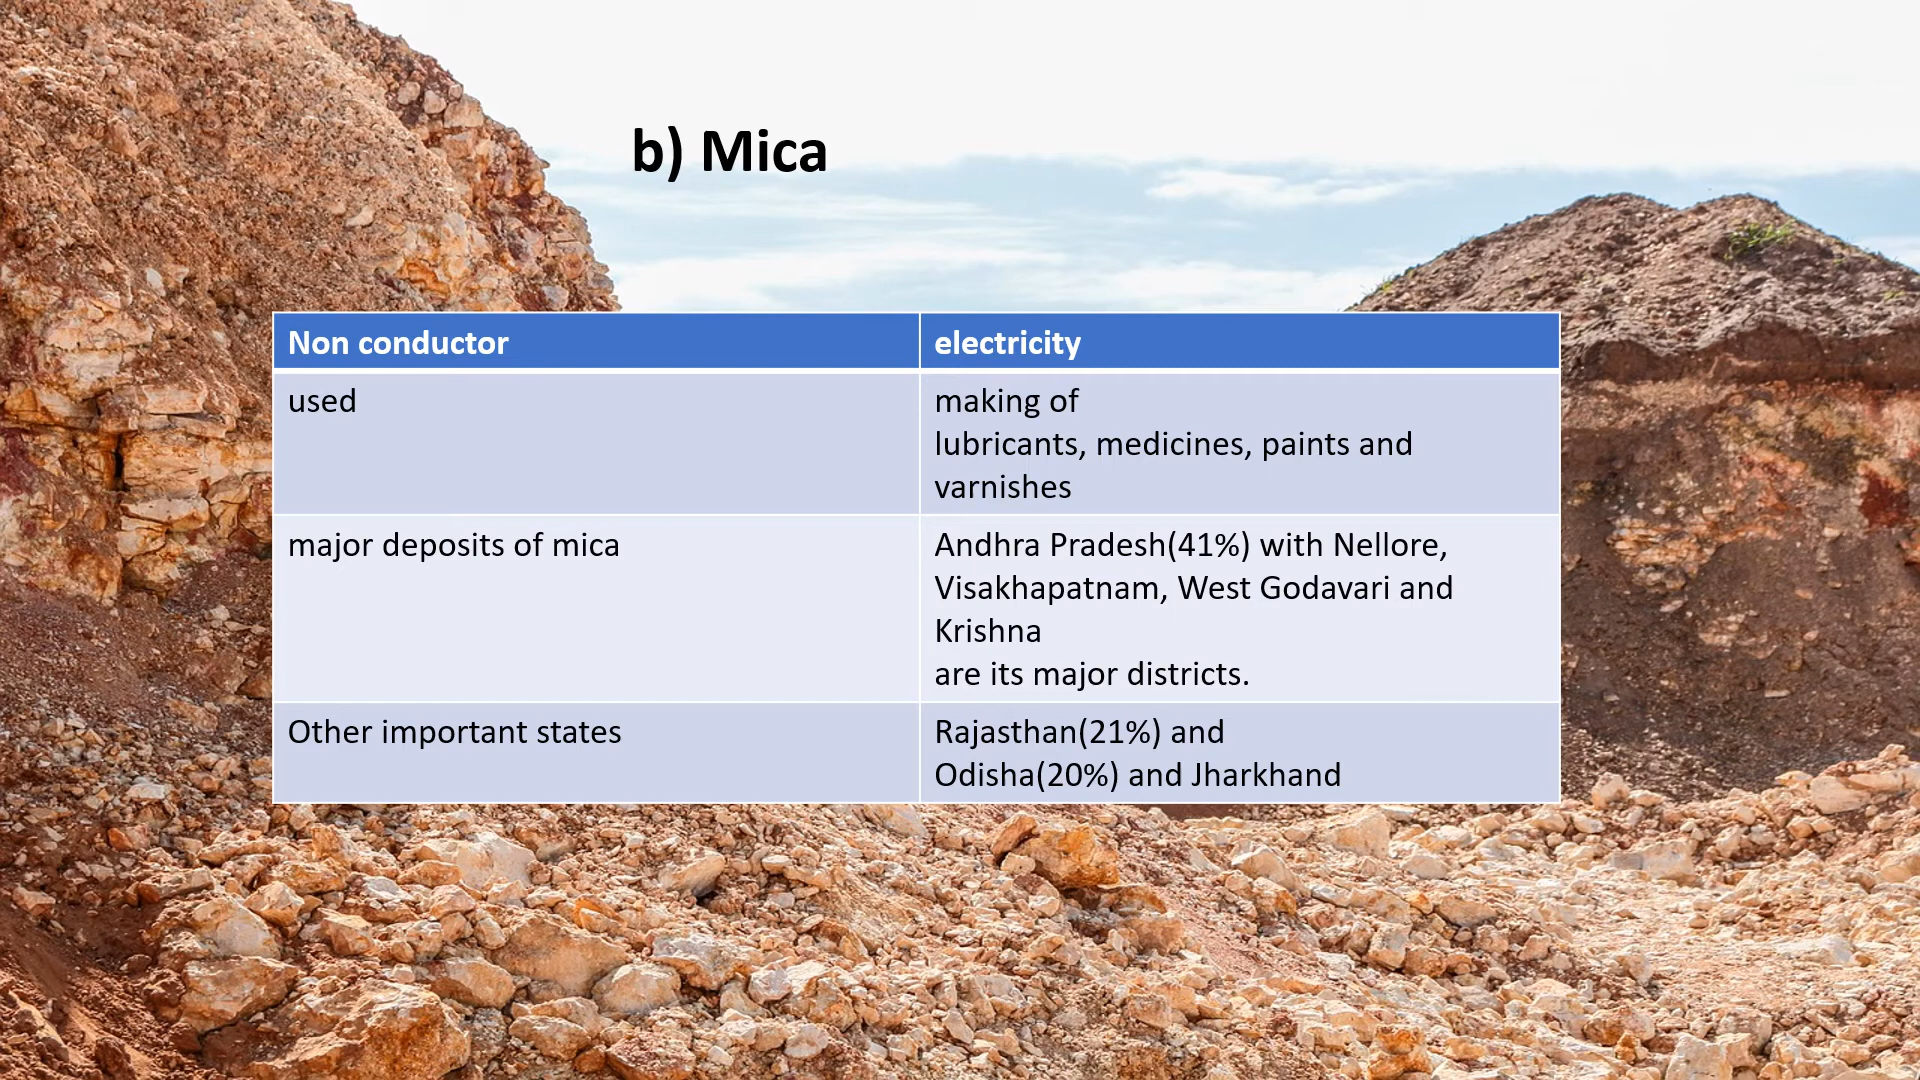 b) Mica
Non conductor
electricity
used
making of
lubricants, medicines, paints and
varnishes
major deposits of mica
Andhra Pradesh(41%) with Nellore,
Visakhapatnam, West Godavari and
Krishna
are its major districts.
Other important states
Rajasthan(21%) and
Odisha(20%) and Jharkhand